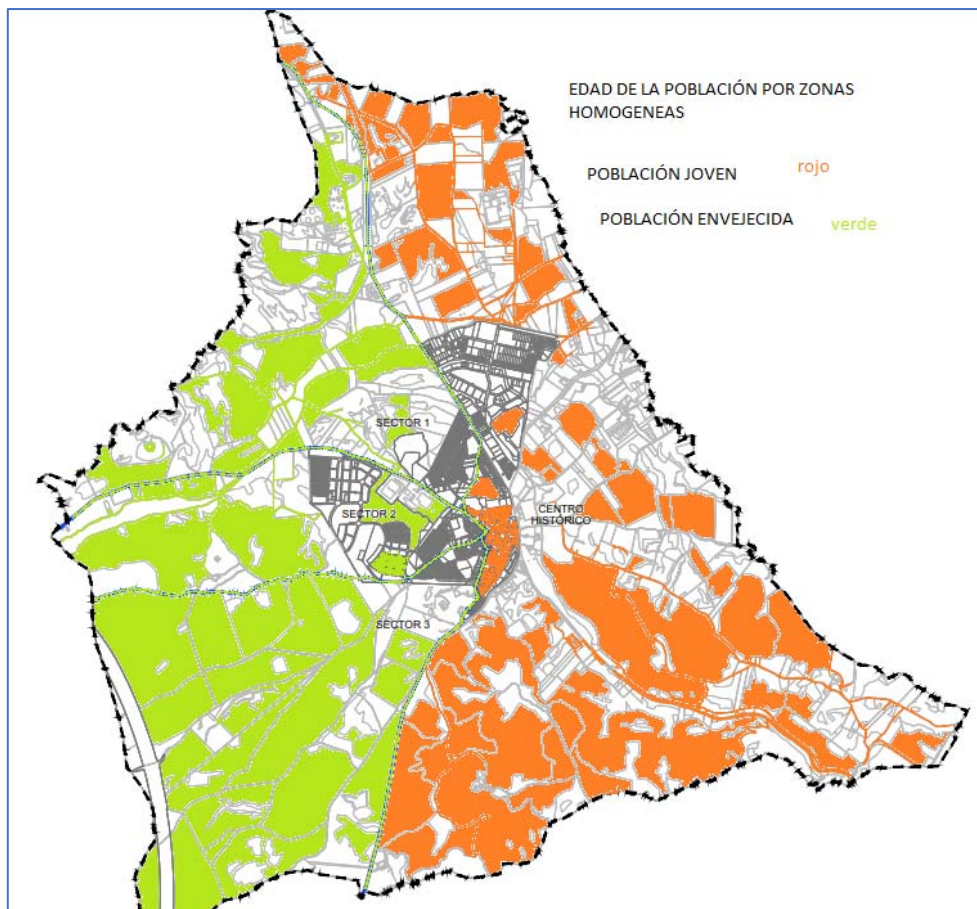 EDAD DE LA POBLACIÓN POR ZONAS
HOMOGENEAS
POBLACIÓN JOVEN rojo
POBLACIÓN ENVEJECIDA verde
SECTOR 1
SECTOR 2
CENTRO
HISTÓRICO
SECTOR 3